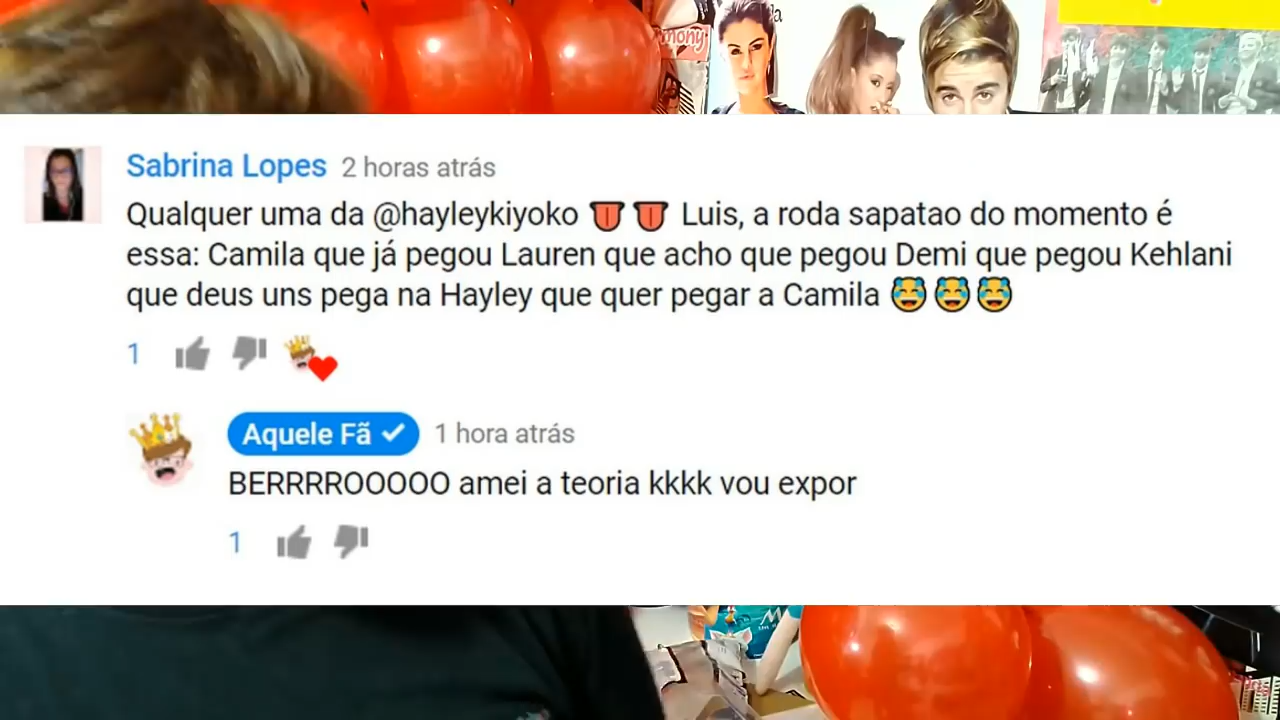 mony
Sabrina Lopes 2 horas atrás
Qualquer uma da @hayleykiyoko 👅👅 Luis, a roda sapatao do momento é
essa: Camila que já pegou Lauren que acho que pegou Demi que pegou Kehlani
que deus uns pega na Hayley que quer pegar a Camila 😂😂😂
1
Aquele Fã ✓ 1 hora atrás
BERRRROOOOO amei a teoria kkkk vou expor
1